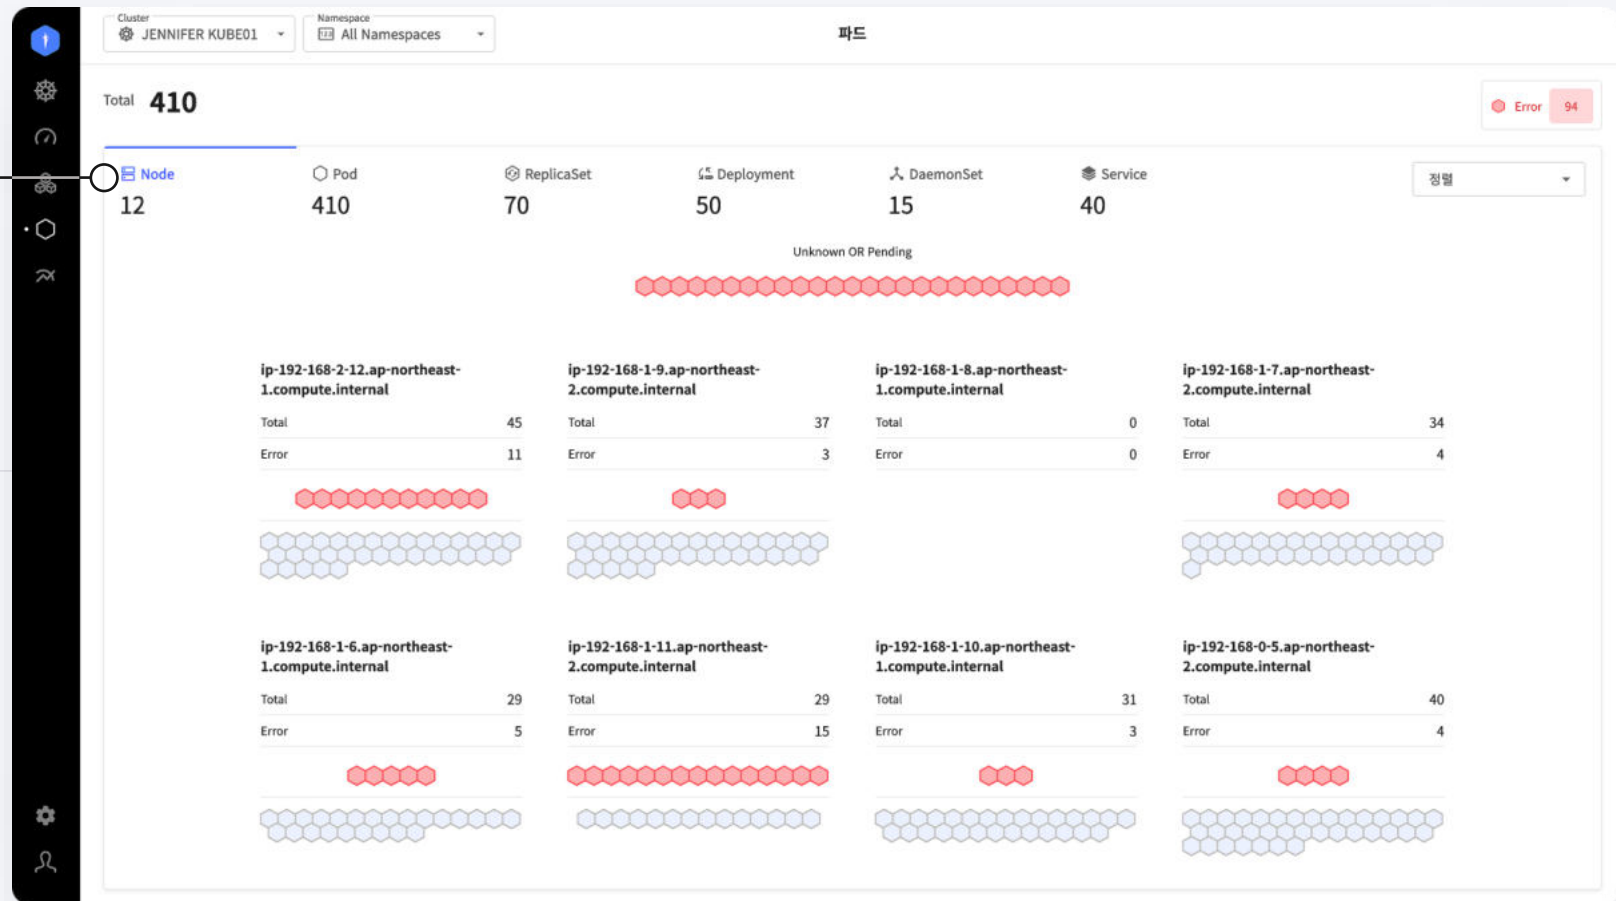 Cluster
JENNIFER KUBE01
Namespace
All Namespaces
파드
Total 410
Error 94
Node
12
Pod
410
ReplicaSet
70
Deployment
50
DaemonSet
15
Service
40
정렬
Unknown OR Pending
ip-192-168-2-12.ap-northeast-
1.compute.internal
Total 45
Error 11
ip-192-168-1-9.ap-northeast-
2.compute.internal
Total 37
Error 3
ip-192-168-1-8.ap-northeast-
1.compute.internal
Total 0
Error 0
ip-192-168-1-7.ap-northeast-
2.compute.internal
Total 34
Error 4
ip-192-168-1-6.ap-northeast-
1.compute.internal
Total 29
Error 5
ip-192-168-1-11.ap-northeast-
2.compute.internal
Total 29
Error 15
ip-192-168-1-10.ap-northeast-
1.compute.internal
Total 31
Error 3
ip-192-168-0-5.ap-northeast-
2.compute.internal
Total 40
Error 4